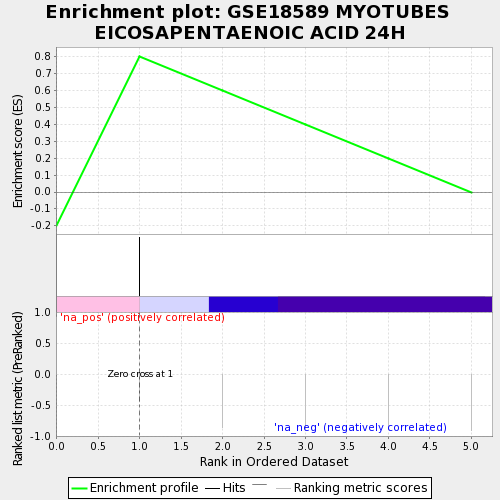 Enrichment plot: GSE18589 MYOTUBES
EICOSAPENTAENOIC ACID 24H
Enrichment score (ES)
0.8
0.7
0.6
0.5
0.4
0.3
0.2
0.1
0.0
-0.1
-0.2
Ranked list metric (PreRanked)
1.0
0.5
0.0
-0.5
-1.0
'na_pos' (positively correlated)
Zero cross at 1
'na_neg' (negatively correlated)
0.0 0.5 1.0 1.5 2.0 2.5 3.0 3.5 4.0 4.5 5.0
Rank in Ordered Dataset
Enrichment profile Hits Ranking metric scores